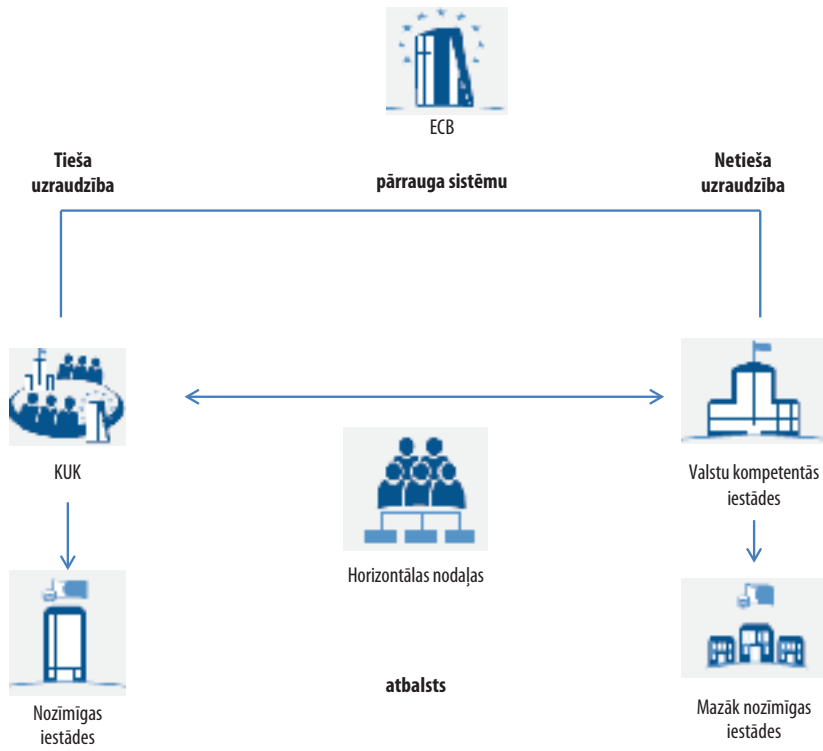 ECB
Tieša
uzraudzība
pārrauga sistēmu
Netieša
uzraudzība
KUK
Valstu kompetentās
iestādes
Horizontālas nodaļas
atbalsts
Nozīmīgas
iestādes
Mazāk nozīmīgas
iestādes